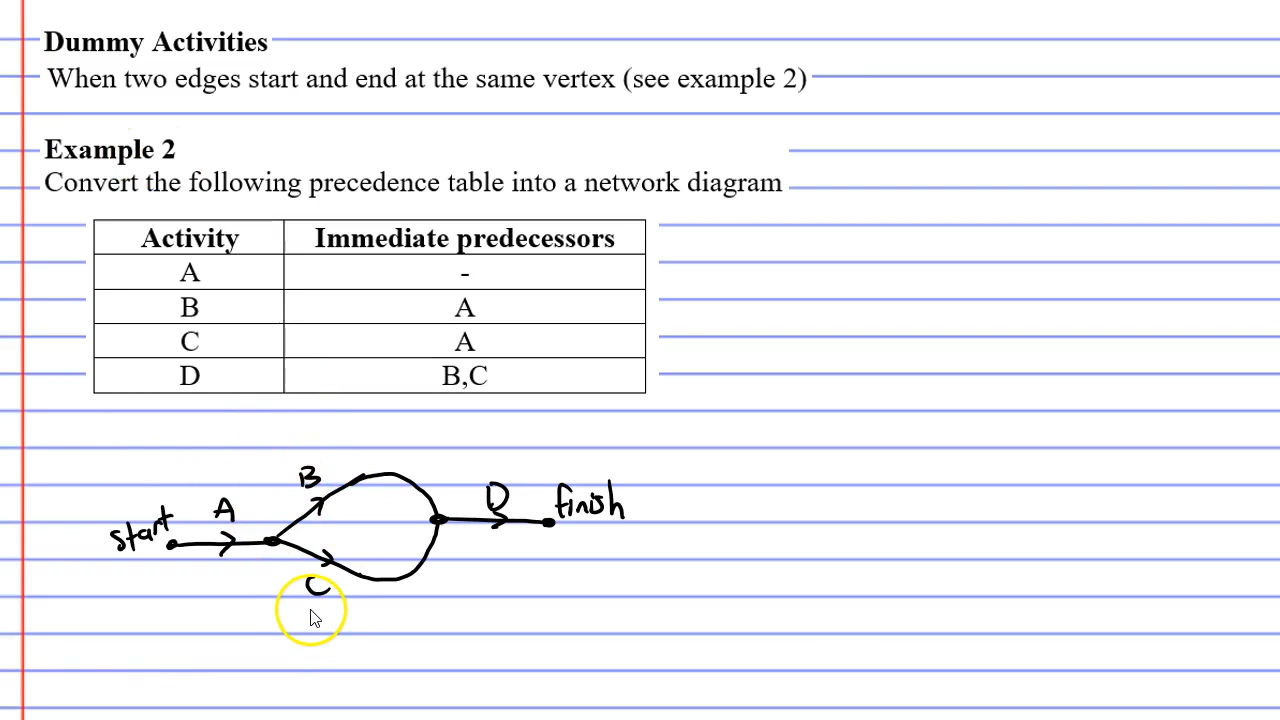 Dummy Activities
When two edges start and end at the same vertex (see example 2)
Example 2
Convert the following precedence table into a network diagram
Activity Immediate predecessors
A -
B A
C A
D B,C
B
start A D finish
C